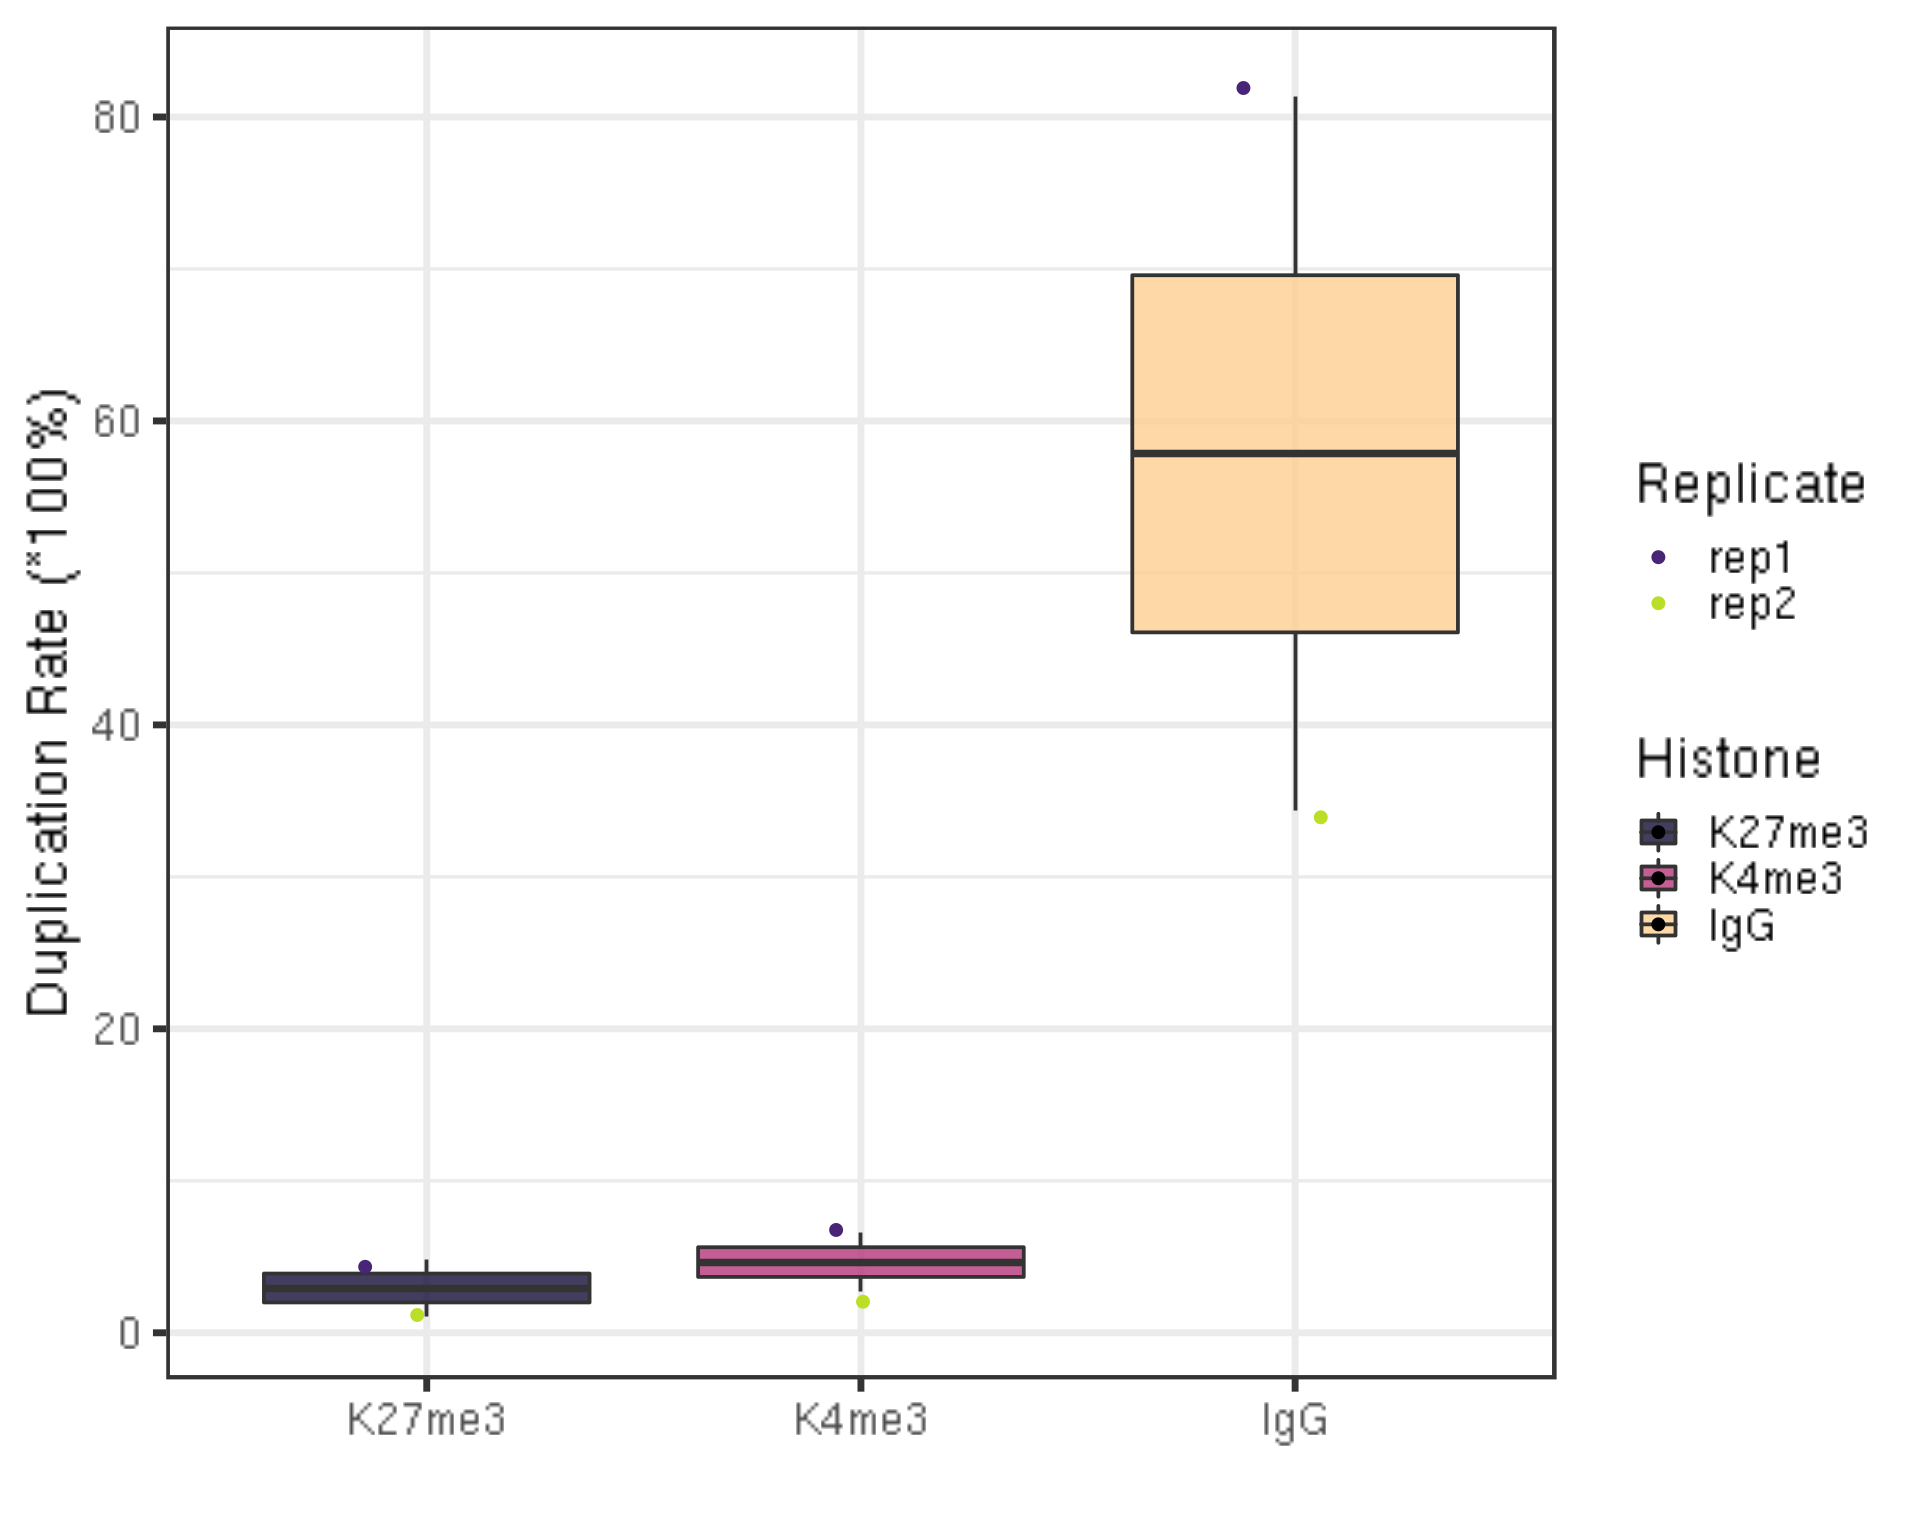 Duplication Rate (*100%)
80
60
40
20
0
K27me3
K4me3
IgG
Replicate
rep1
rep2
Histone
K27me3
K4me3
IgG